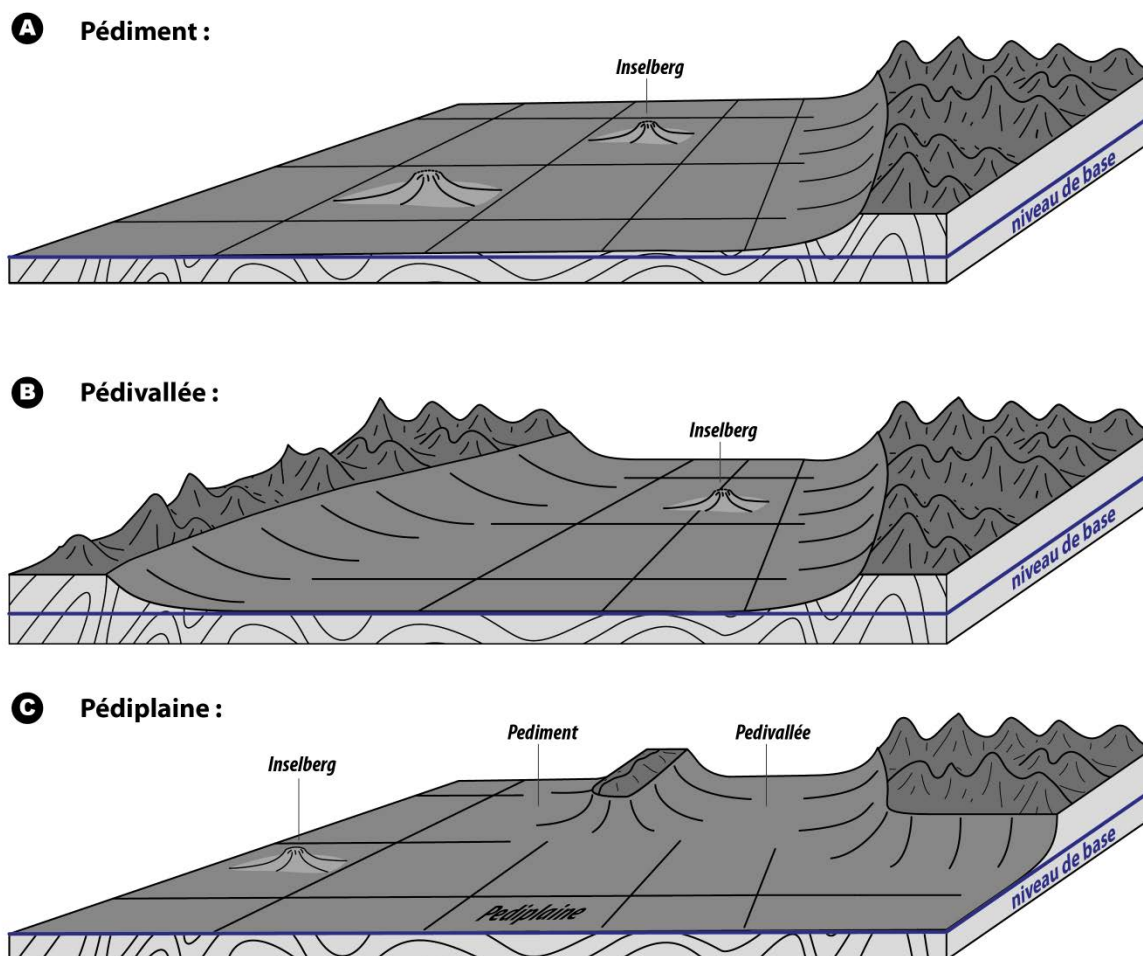 A Pédiment :
Inselberg
niveau de base
B Pédivallée :
Inselberg
niveau de base
C Pédiplaine :
Pediment
Pedivallée
Inselberg
niveau de base
Pediplaine